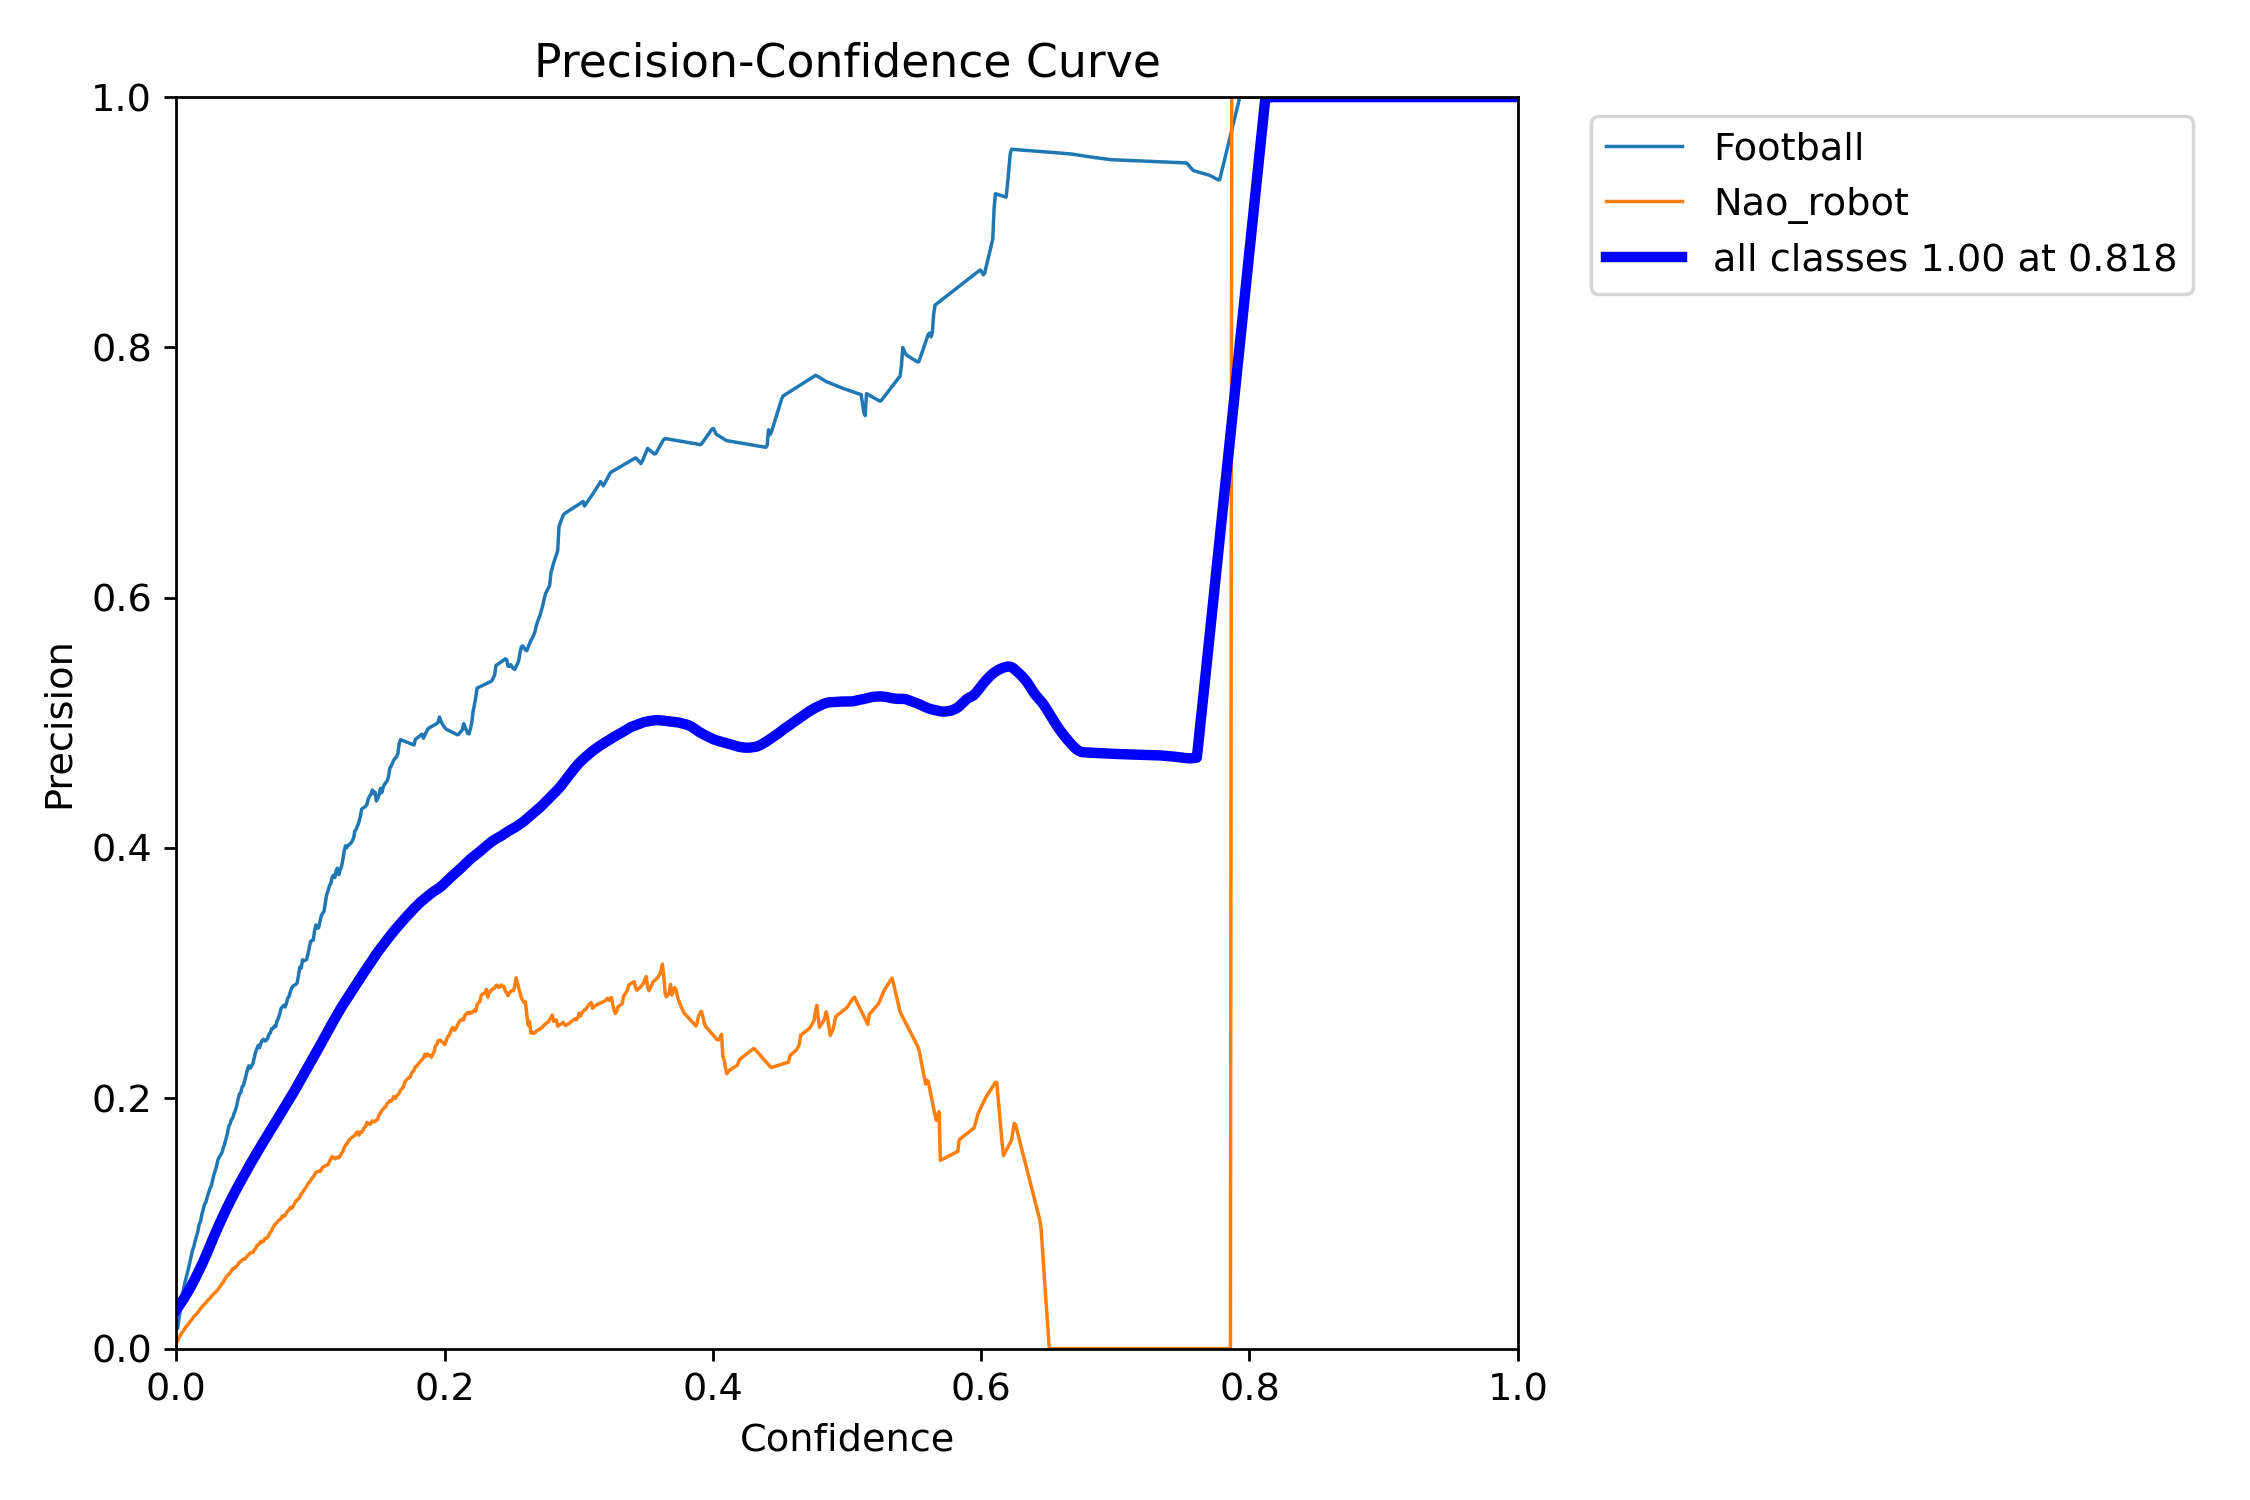 Precision-Confidence Curve
1.0
0.8
0.6
0.4
0.2
0.0
Precision
0.0 0.2 0.4 0.6 0.8 1.0
Confidence
Football
Nao_robot
all classes 1.00 at 0.818